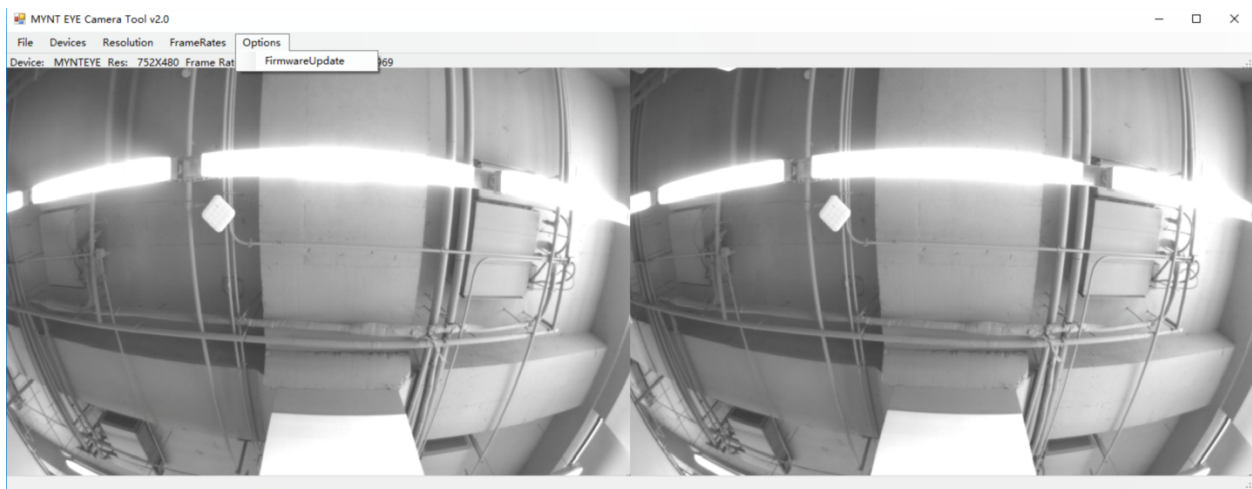 MYNT EYE Camera Tool v2.0
File Devices Resolution FrameRates Options
FirmwareUpdate
Device: MYNTEYE Res: 752X480 Frame Rat 969